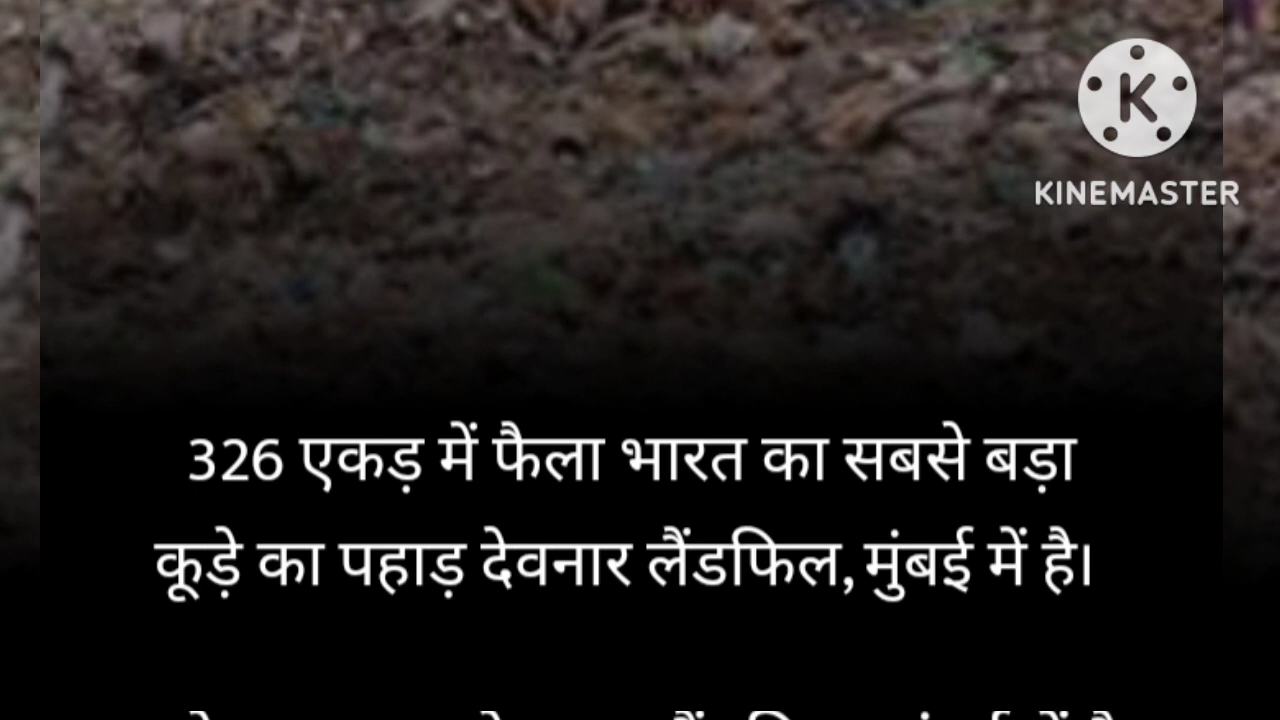 KINEMASTER
326 एकड़ में फैला भारत का सबसे बड़ा
कूड़े का पहाड़ देवनार लैंडफिल, मुंबई में है।